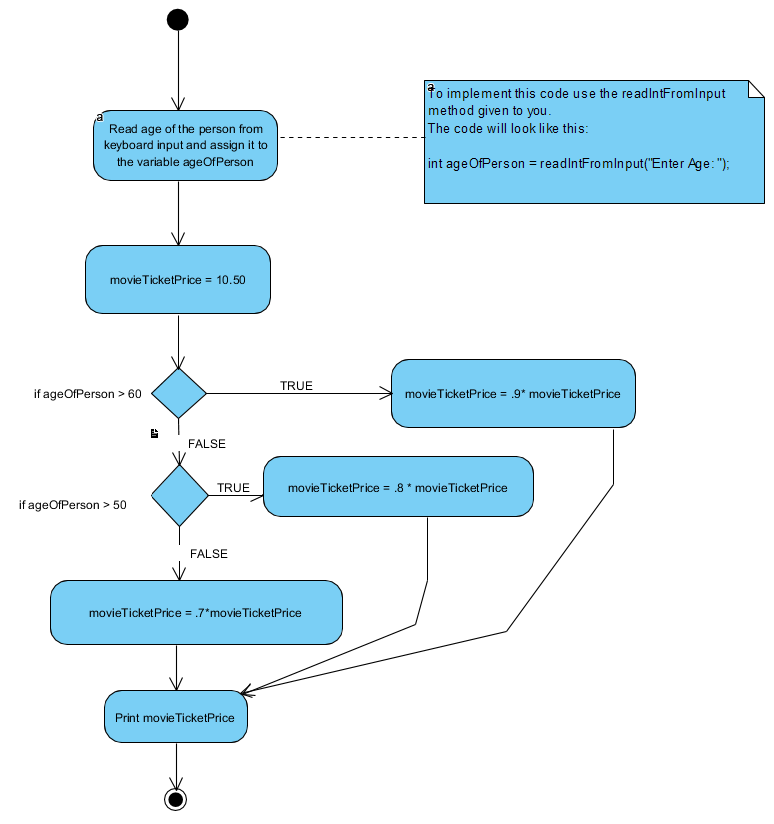 a
Read age of the person from
keyboard input and assign it to
the variable ageOfPerson
a
To implement this code use the readIntFromInput
method given to you.
The code will look like this:
int ageOfPerson = readIntFromInput("Enter Age: ");
movieTicketPrice = 10.50
if ageOfPerson > 60
TRUE
movieTicketPrice = .9* movieTicketPrice
FALSE
if ageOfPerson > 50
TRUE
movieTicketPrice = .8 * movieTicketPrice
FALSE
movieTicketPrice = .7*movieTicketPrice
Print movieTicketPrice